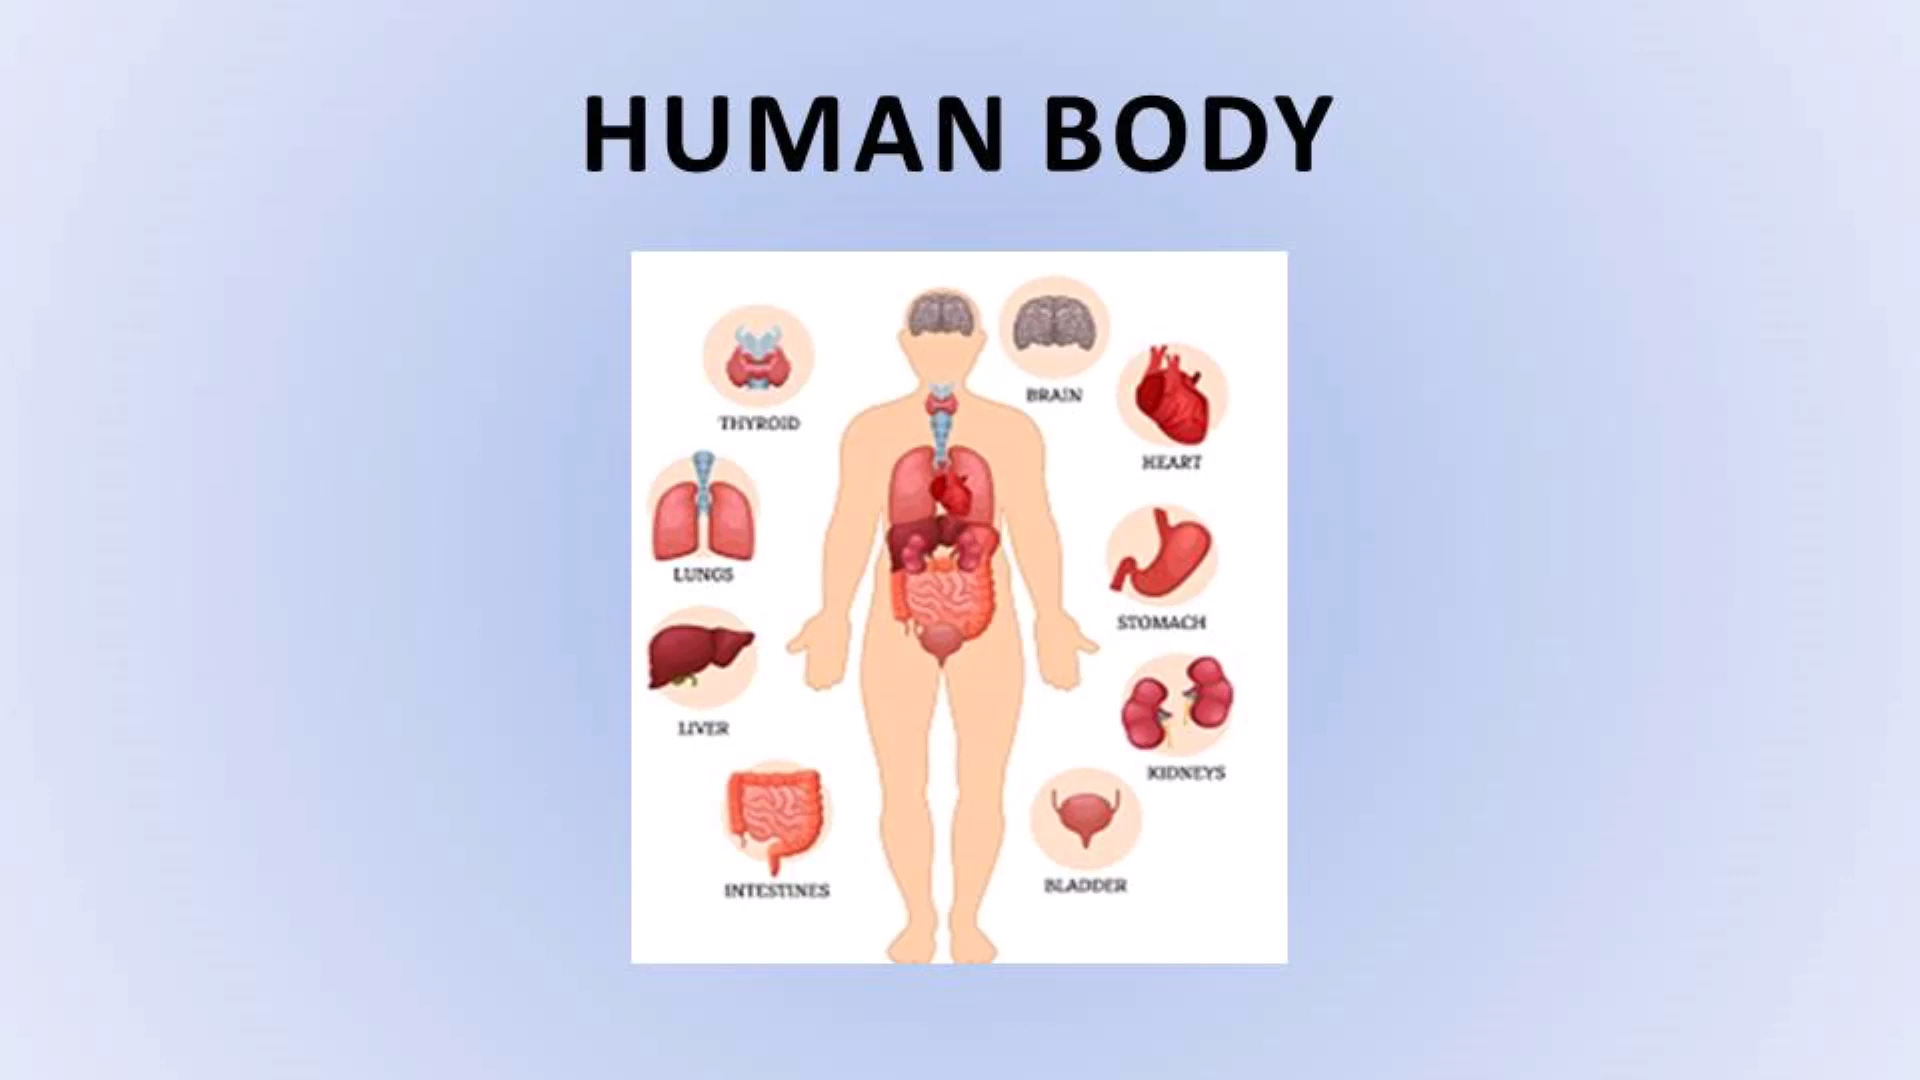 HUMAN BODY
THYROID
BRAIN
HEART
LUNGS
STOMACH
LIVER
KIDNEYS
INTESTINES
BLADDER